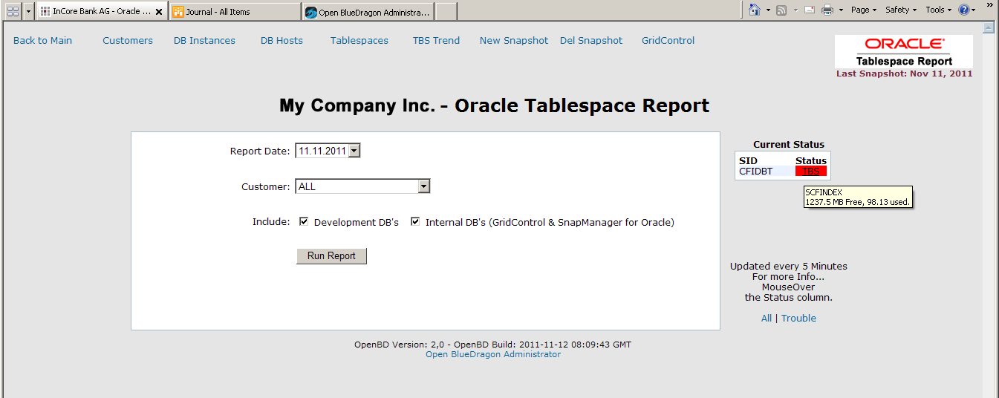 InCore Bank AG - Oracle ... Journal - All Items Open BlueDragon Administra... Page Safety Tools »
Back to Main Customers DB Instances DB Hosts Tablespaces TBS Trend New Snapshot Del Snapshot GridControl
ORACLE
Tablespace Report
Last Snapshot: Nov 11, 2011
My Company Inc. - Oracle Tablespace Report
Report Date: 11.11.2011
Customer: ALL
Include: Development DB's Internal DB's (GridControl & SnapManager for Oracle)
Run Report
Current Status
SID Status
CFIDBT TBS
SCFINDEX
1237.5 MB Free, 98.13 used.
Updated every 5 Minutes
For more Info...
MouseOver
the Status column.
All | Trouble
OpenBD Version: 2,0 - OpenBD Build: 2011-11-12 08:09:43 GMT
Open BlueDragon Administrator